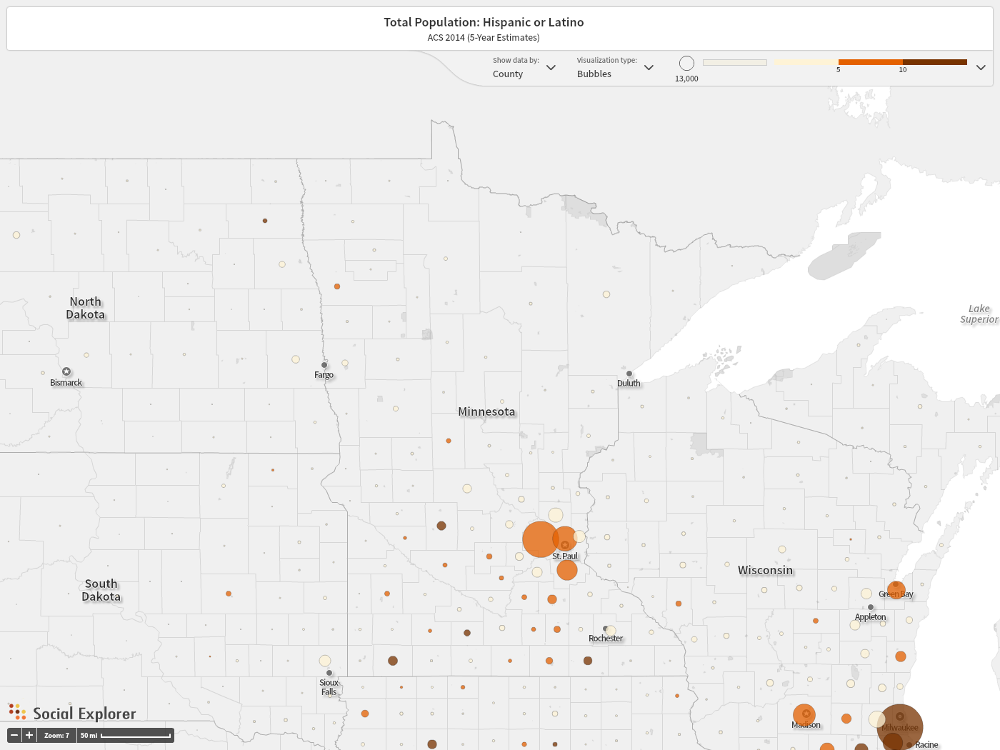 Total Population: Hispanic or Latino
ACS 2014 (5-Year Estimates)
Show data by:
County
Visualization type:
Bubbles
13,000
5
10
Lake
Superior
North
Dakota
Bismarck
Fargo
Duluth
Minnesota
St. Paul
Wisconsin
South
Dakota
Green Bay
Appleton
Rochester
Sioux
Falls
Social Explorer
Madison
Milwaukee
Racine
Zoom: 7
50 mi